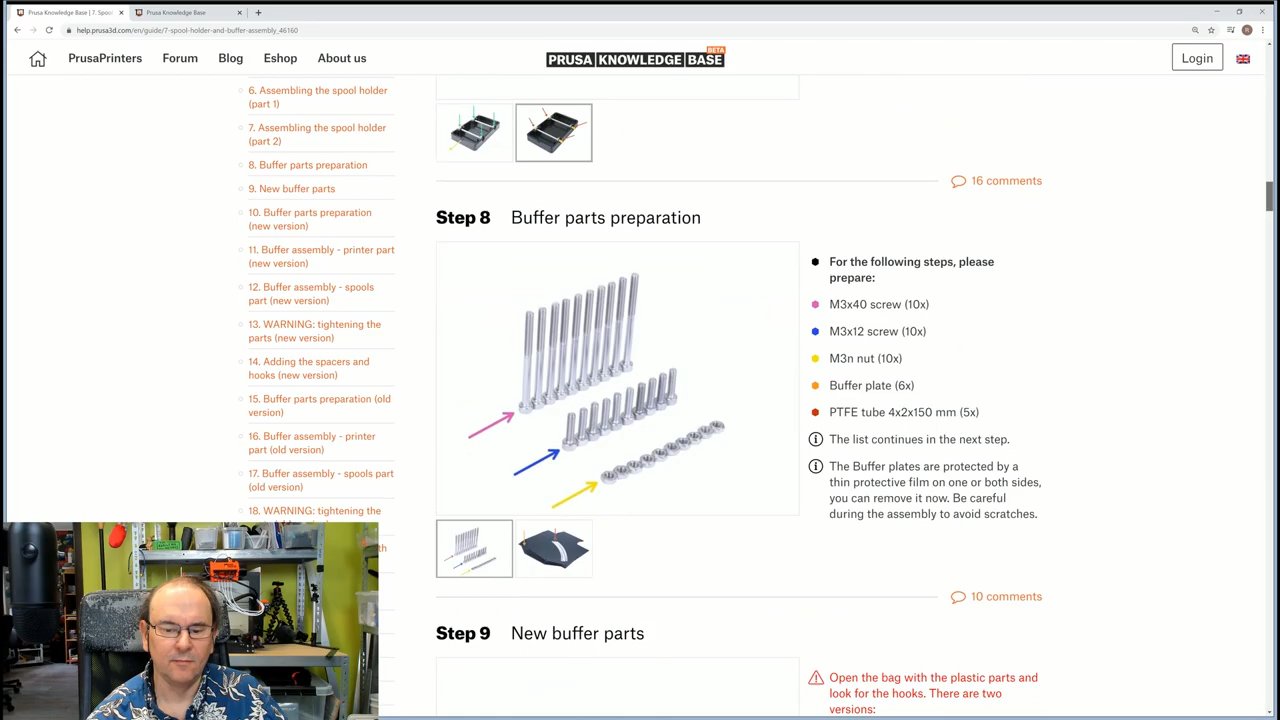 Prusa Knowledge Base | 7. Spool
Prusa Knowledge Base
help.prusa3d.com/en/guide/7-spool-holder-and-buffer-assembly_46160
PrusaPrinters
Forum
Blog
Eshop
About us
PRUSA KNOWLEDGE BASE
BETA
Login
6. Assembling the spool holder
(part 1)
7. Assembling the spool holder
(part 2)
8. Buffer parts preparation
9. New buffer parts
10. Buffer parts preparation
(new version)
11. Buffer assembly - printer part
(new version)
12. Buffer assembly - spools
part (new version)
13. WARNING: tightening the
parts (new version)
14. Adding the spacers and
hooks (new version)
15. Buffer parts preparation (old
version)
16. Buffer assembly - printer
part (old version)
17. Buffer assembly - spools part
(old version)
18. WARNING: tightening the
16 comments
Step 8 Buffer parts preparation
For the following steps, please
prepare:
M3x40 screw (10x)
M3x12 screw (10x)
M3n nut (10x)
Buffer plate (6x)
PTFE tube 4x2x150 mm (5x)
The list continues in the next step.
The Buffer plates are protected by a
thin protective film on one or both sides,
you can remove it now. Be careful
during the assembly to avoid scratches.
10 comments
Step 9 New buffer parts
Open the bag with the plastic parts and
look for the hooks. There are two
versions: